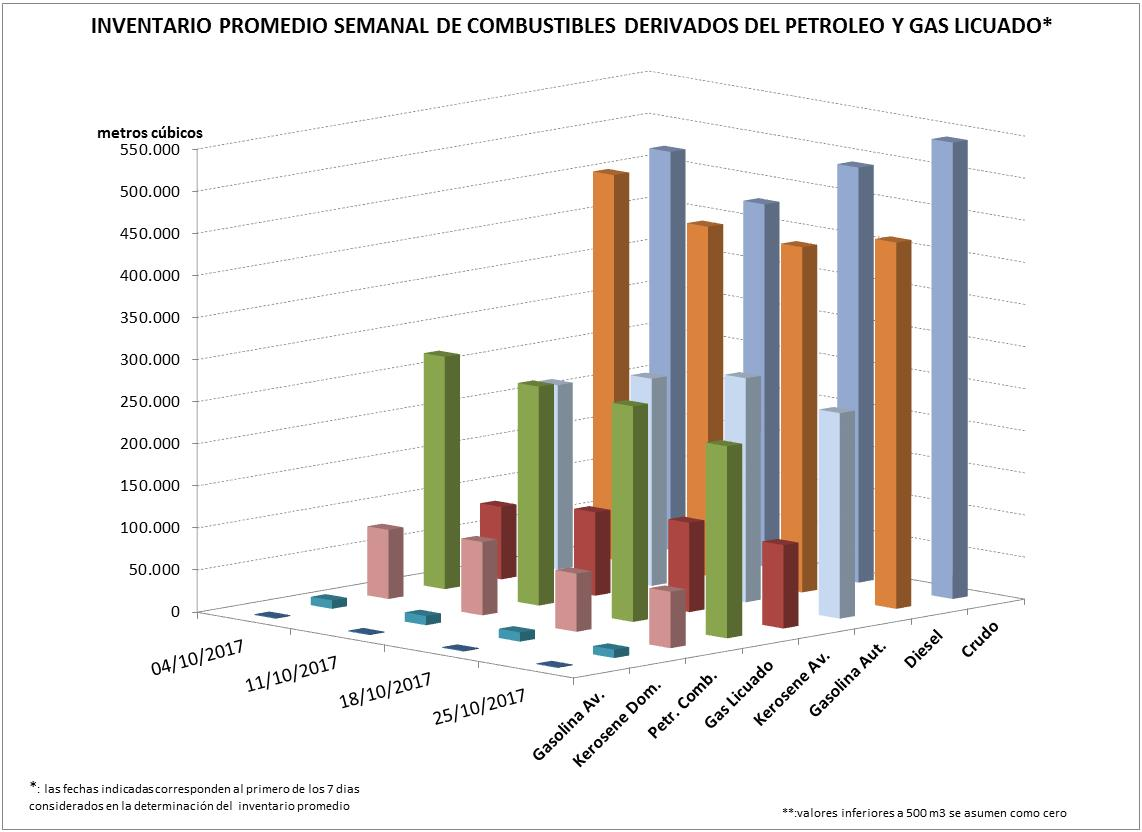 INVENTARIO PROMEDIO SEMANAL DE COMBUSTIBLES DERIVADOS DEL PETROLEO Y GAS LICUADO*
metros cúbicos
550.000
500.000
450.000
400.000
350.000
300.000
250.000
200.000
150.000
100.000
50.000
0
04/10/2017
11/10/2017
18/10/2017
25/10/2017
Gasolina Av.
Kerosene Dom.
Petr. Comb.
Gas Licuado
Kerosene Av.
Gasolina Aut.
Diesel
Crudo
*: las fechas indicadas corresponden al primero de los 7 dias
considerados en la determinación del inventario promedio
**:valores inferiores a 500 m3 se asumen como cero